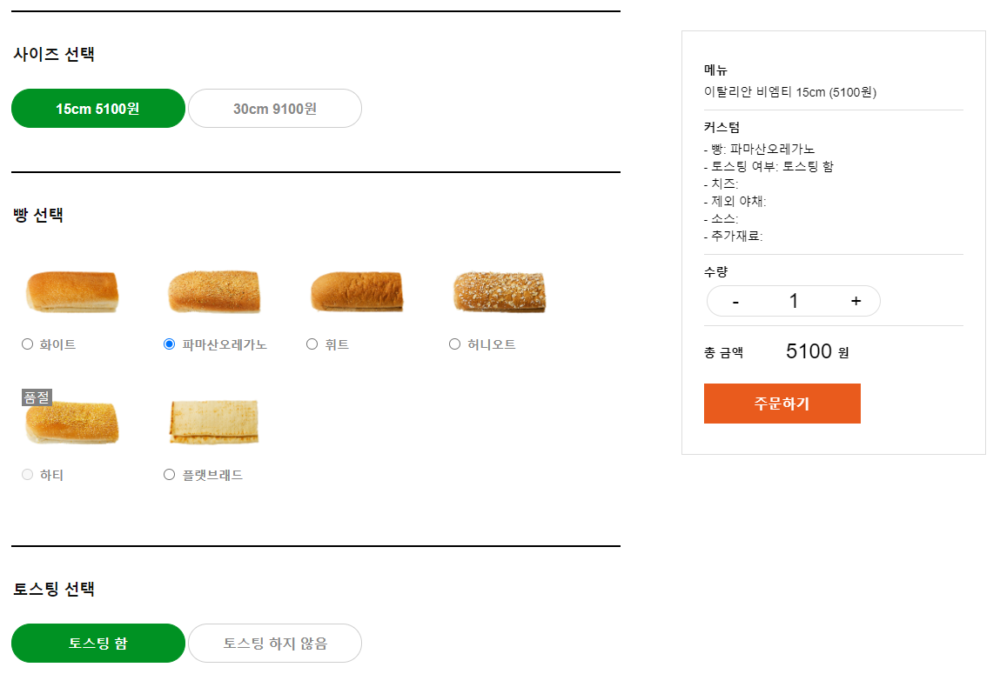 사이즈 선택
15cm 5100원
30cm 9100원
빵 선택
화이트
파마산오레가노
휘트
허니오트
품절
하티
플랫브레드
토스팅 선택
토스팅 함
토스팅 하지 않음
메뉴
이탈리안 비엠티 15cm (5100원)
커스텀
- 빵: 파마산오레가노
- 토스팅 여부: 토스팅 함
- 치즈:
- 제외 야채:
- 소스:
- 추가재료:
수량
- 1 +
총 금액 5100 원
주문하기